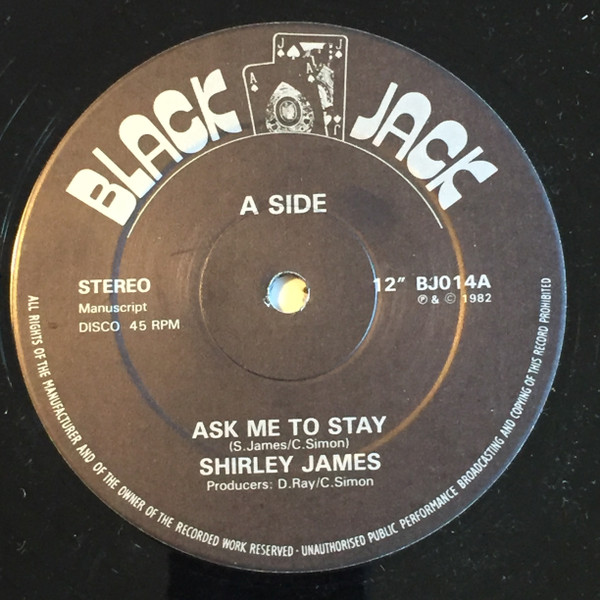 BLACK JACK
J
J
A
A
J
A SIDE
STEREO
Manuscript
DISCO 45 RPM
12" BJ014A
℗ & © 1982
ASK ME TO STAY
(S.James/C.Simon)
SHIRLEY JAMES
Producers: D.Ray/C.Simon
ALL RIGHTS OF THE MANUFACTURER AND OF THE OWNER OF THE RECORDED WORK RESERVED · UNAUTHORISED PUBLIC PERFORMANCE BROADCASTING AND COPYING OF THIS RECORD PROHIBITED